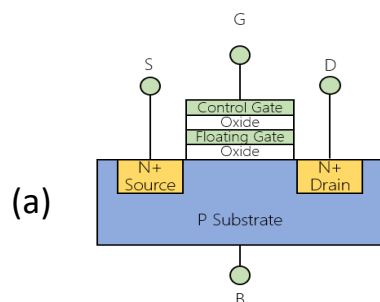 G
S
D
Control Gate
Oxide
Floating Gate
Oxide
N+
Source
N+
Drain
(a)
P Substrate
B